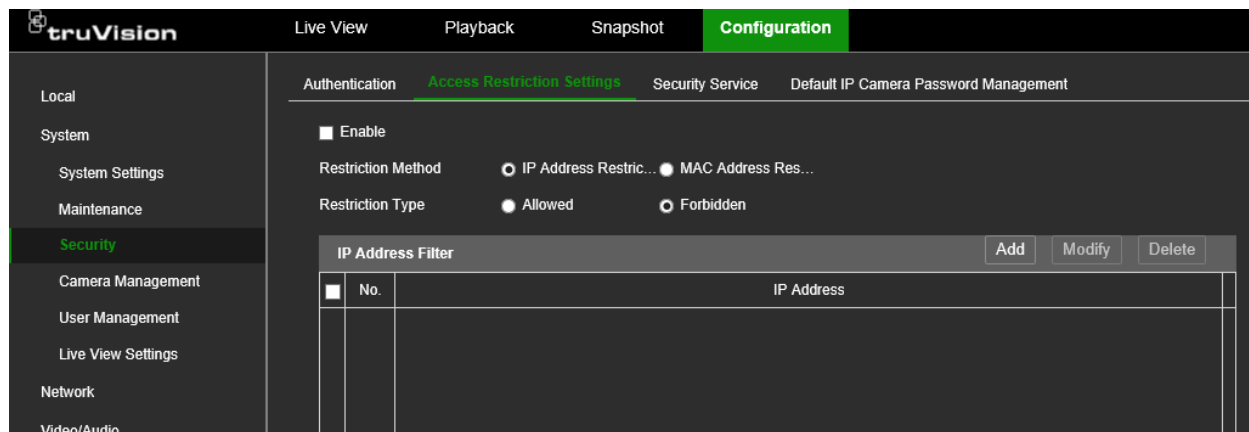 truVision Live View Playback Snapshot Configuration
Authentication Access Restriction Settings Security Service Default IP Camera Password Management
Local
System
System Settings
Maintenance
Security
Camera Management
User Management
Live View Settings
Network
Video/Audio
Enable
Restriction Method IP Address Restric... MAC Address Res...
Restriction Type Allowed Forbidden
IP Address Filter Add Modify Delete
No. IP Address